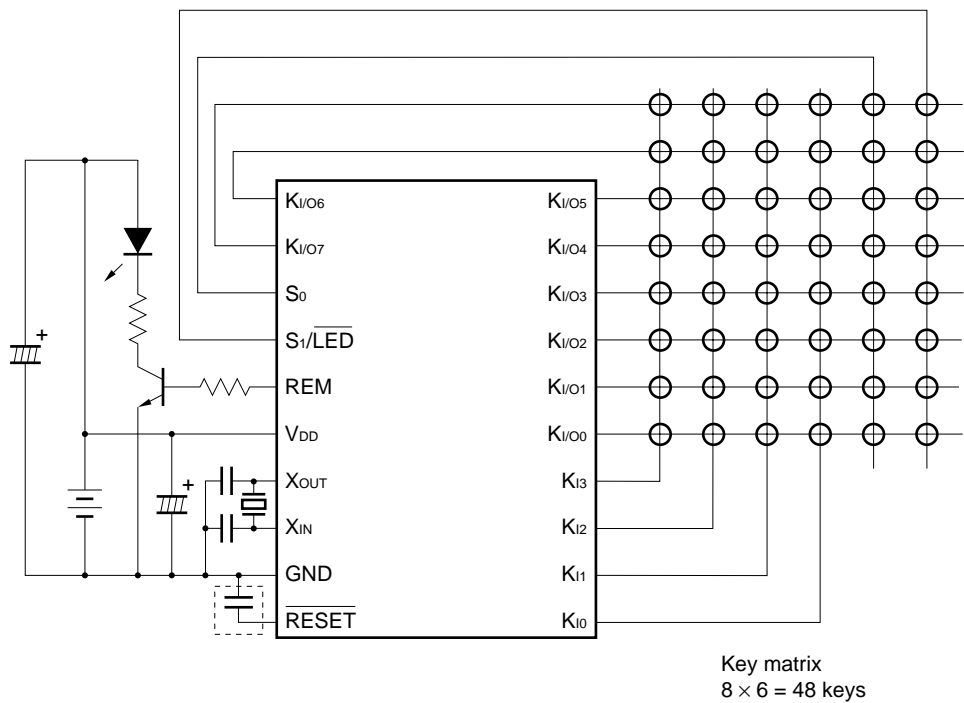 +
+
KI/O6
KI/O7
S0
S1/LED
REM
VDD
XOUT
XIN
GND
RESET
KI/O5
KI/O4
KI/O3
KI/O2
KI/O1
KI/O0
KI3
KI2
KI1
KI0
Key matrix
8 × 6 = 48 keys